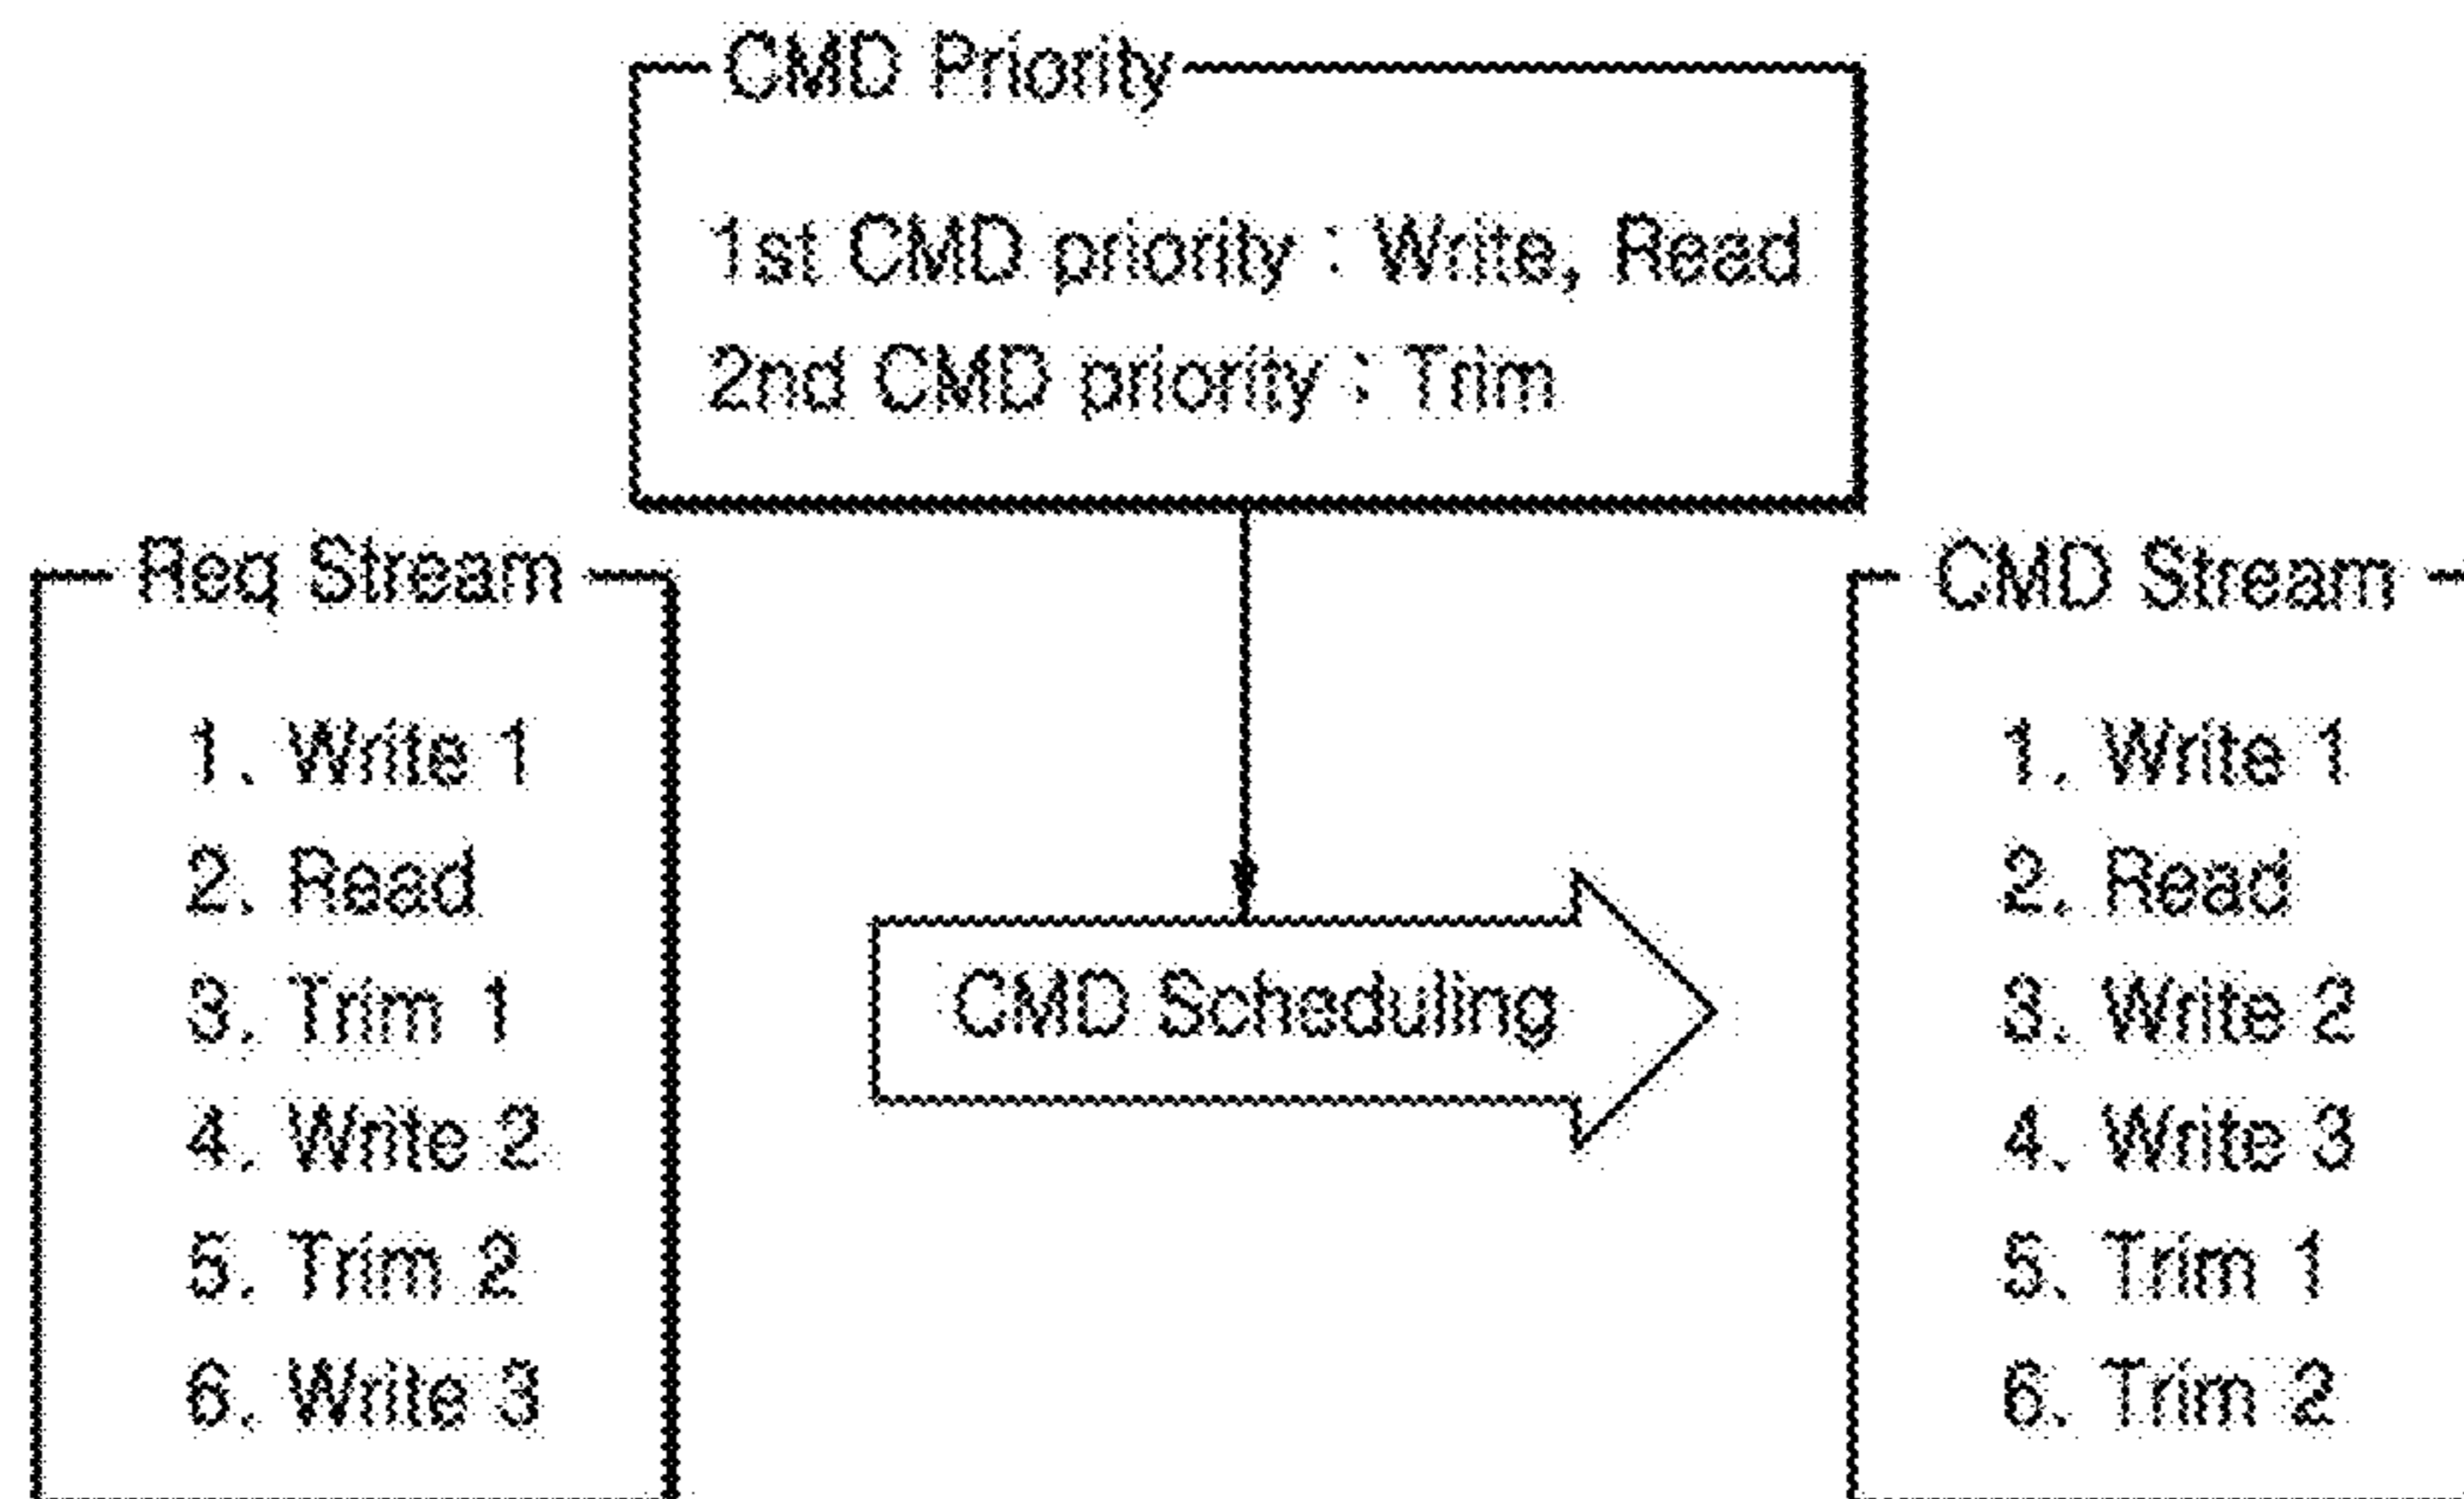 CMD Priority
1st CMD priority : Write, Read
2nd CMD priority : Trim
Req Stream
1. Write 1
2. Read
3. Trim 1
4. Write 2
5. Trim 2
6. Write 3
CMD Scheduling
CMD Stream
1. Write 1
2. Read
3. Write 2
4. Write 3
5. Trim 1
6. Trim 2